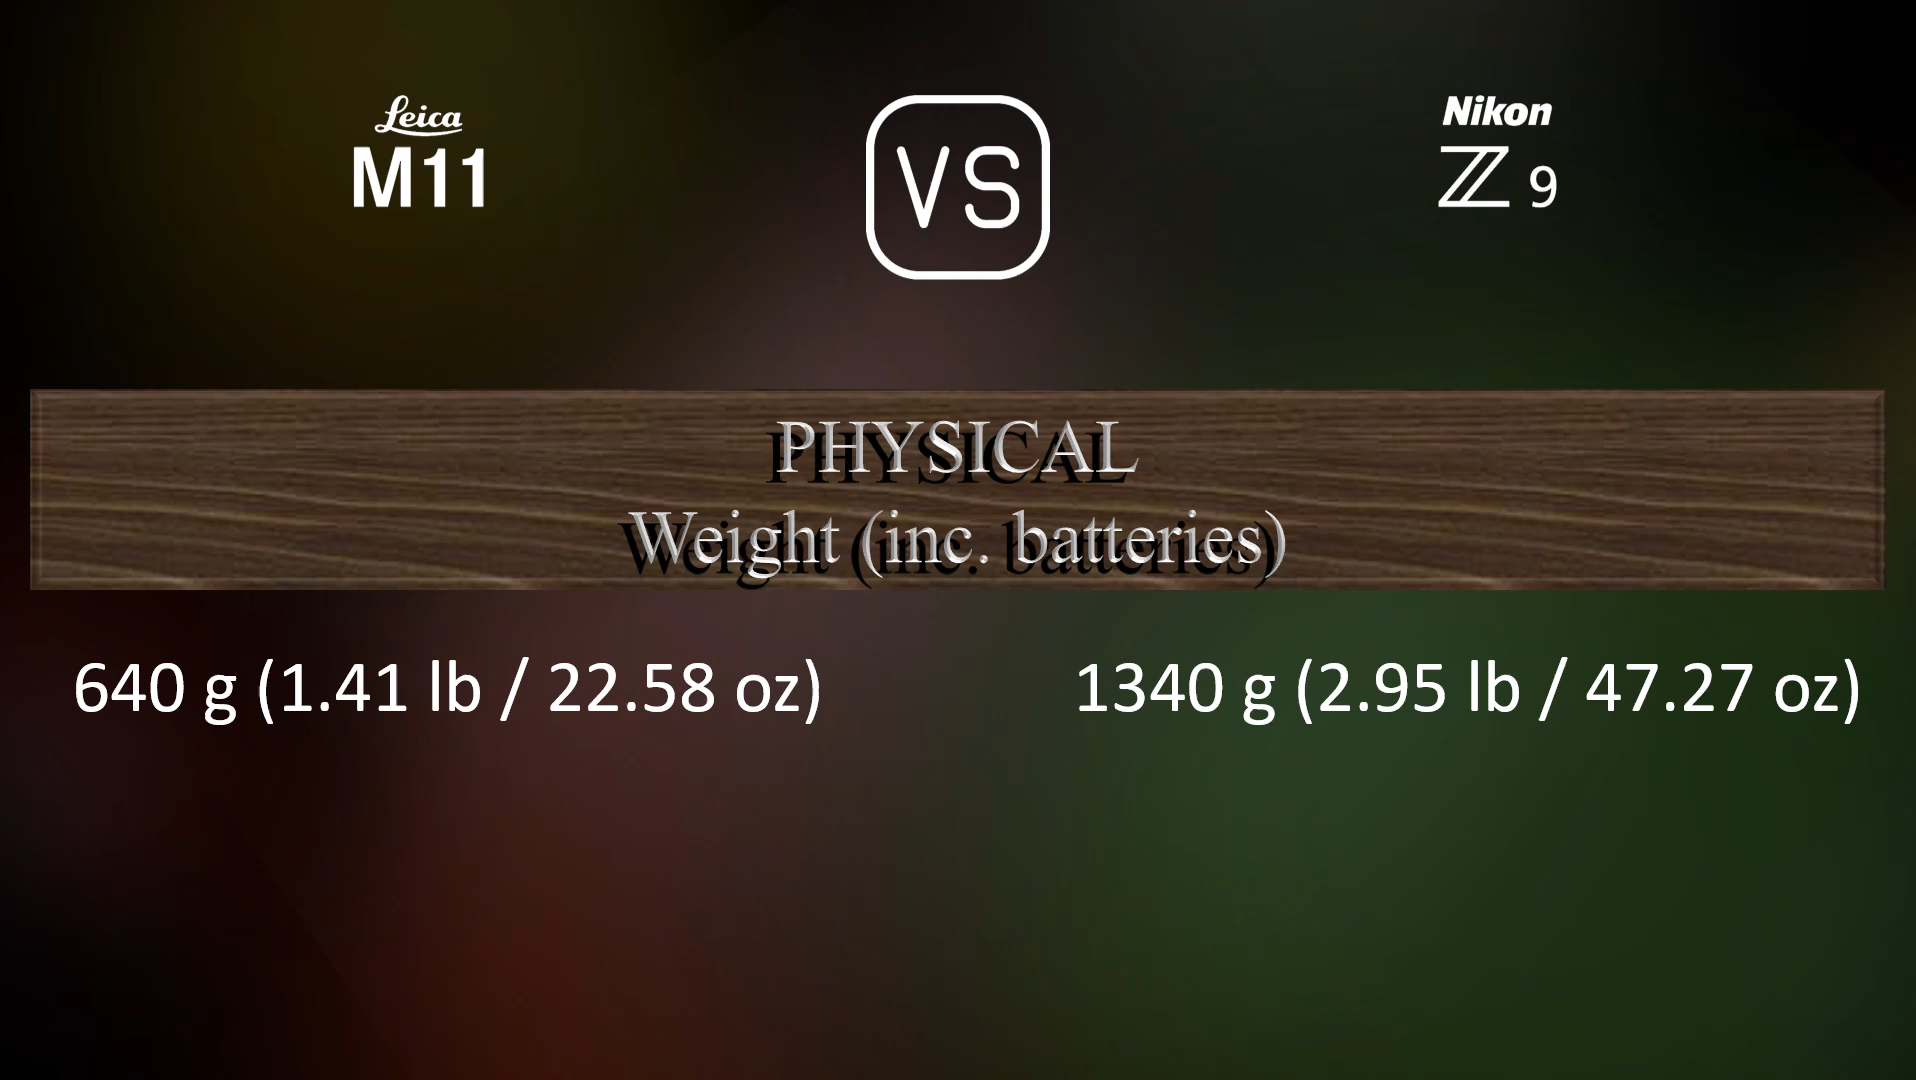 Leica
M11
VS
Nikon
Z 9
PHYSICAL
Weight (inc. batteries)
640 g (1.41 lb / 22.58 oz)
1340 g (2.95 lb / 47.27 oz)